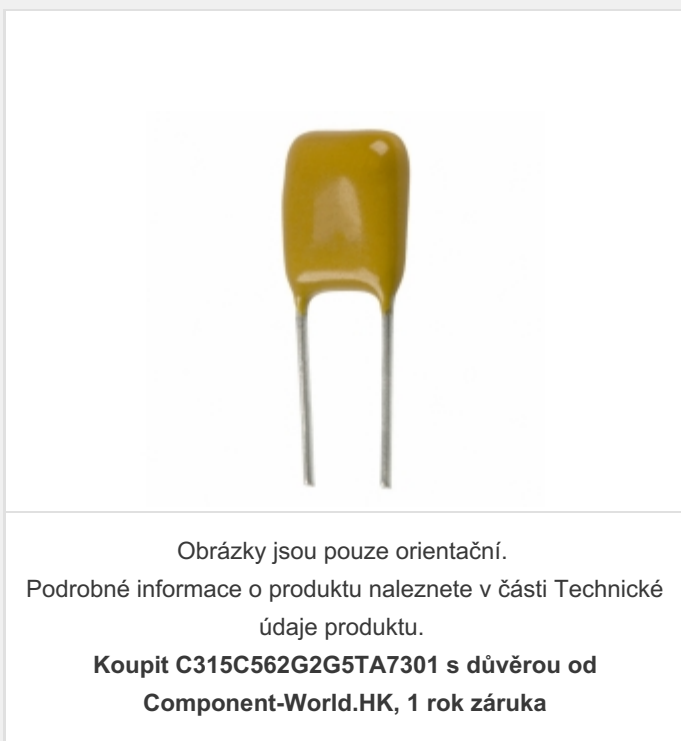 Obrázky jsou pouze orientační.
Podrobné informace o produktu naleznete v části Technické
údaje produktu.
Koupit C315C562G2G5TA7301 s důvěrou od
Component-World.HK, 1 rok záruka